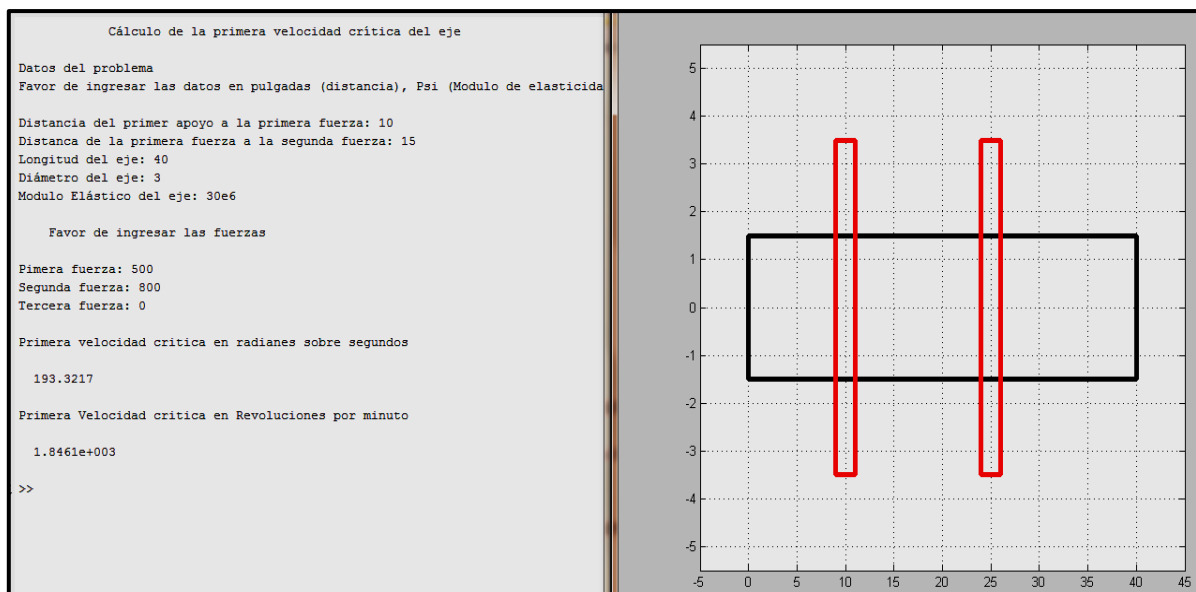 Cálculo de la primera velocidad crítica del eje
Datos del problema
Favor de ingresar las datos en pulgadas (distancia), Psi (Modulo de elasticida
Distancia del primer apoyo a la primera fuerza: 10
Distanca de la primera fuerza a la segunda fuerza: 15
Longitud del eje: 40
Diámetro del eje: 3
Modulo Elástico del eje: 30e6
Favor de ingresar las fuerzas
Pimera fuerza: 500
Segunda fuerza: 800
Tercera fuerza: 0
Primera velocidad critica en radianes sobre segundos
193.3217
Primera Velocidad critica en Revoluciones por minuto
1.8461e+003
>>
5
4
3
2
1
0
-1
-2
-3
-4
-5
-5 0 5 10 15 20 25 30 35 40 45